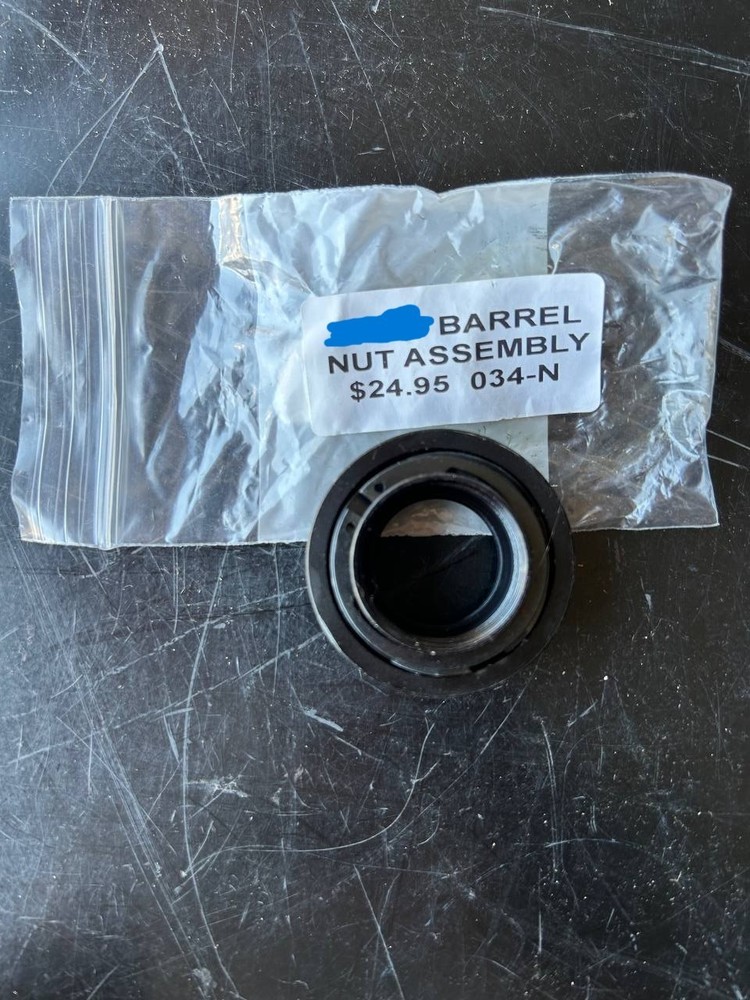 BARREL
NUT ASSEMBLY
$24.95 034-N